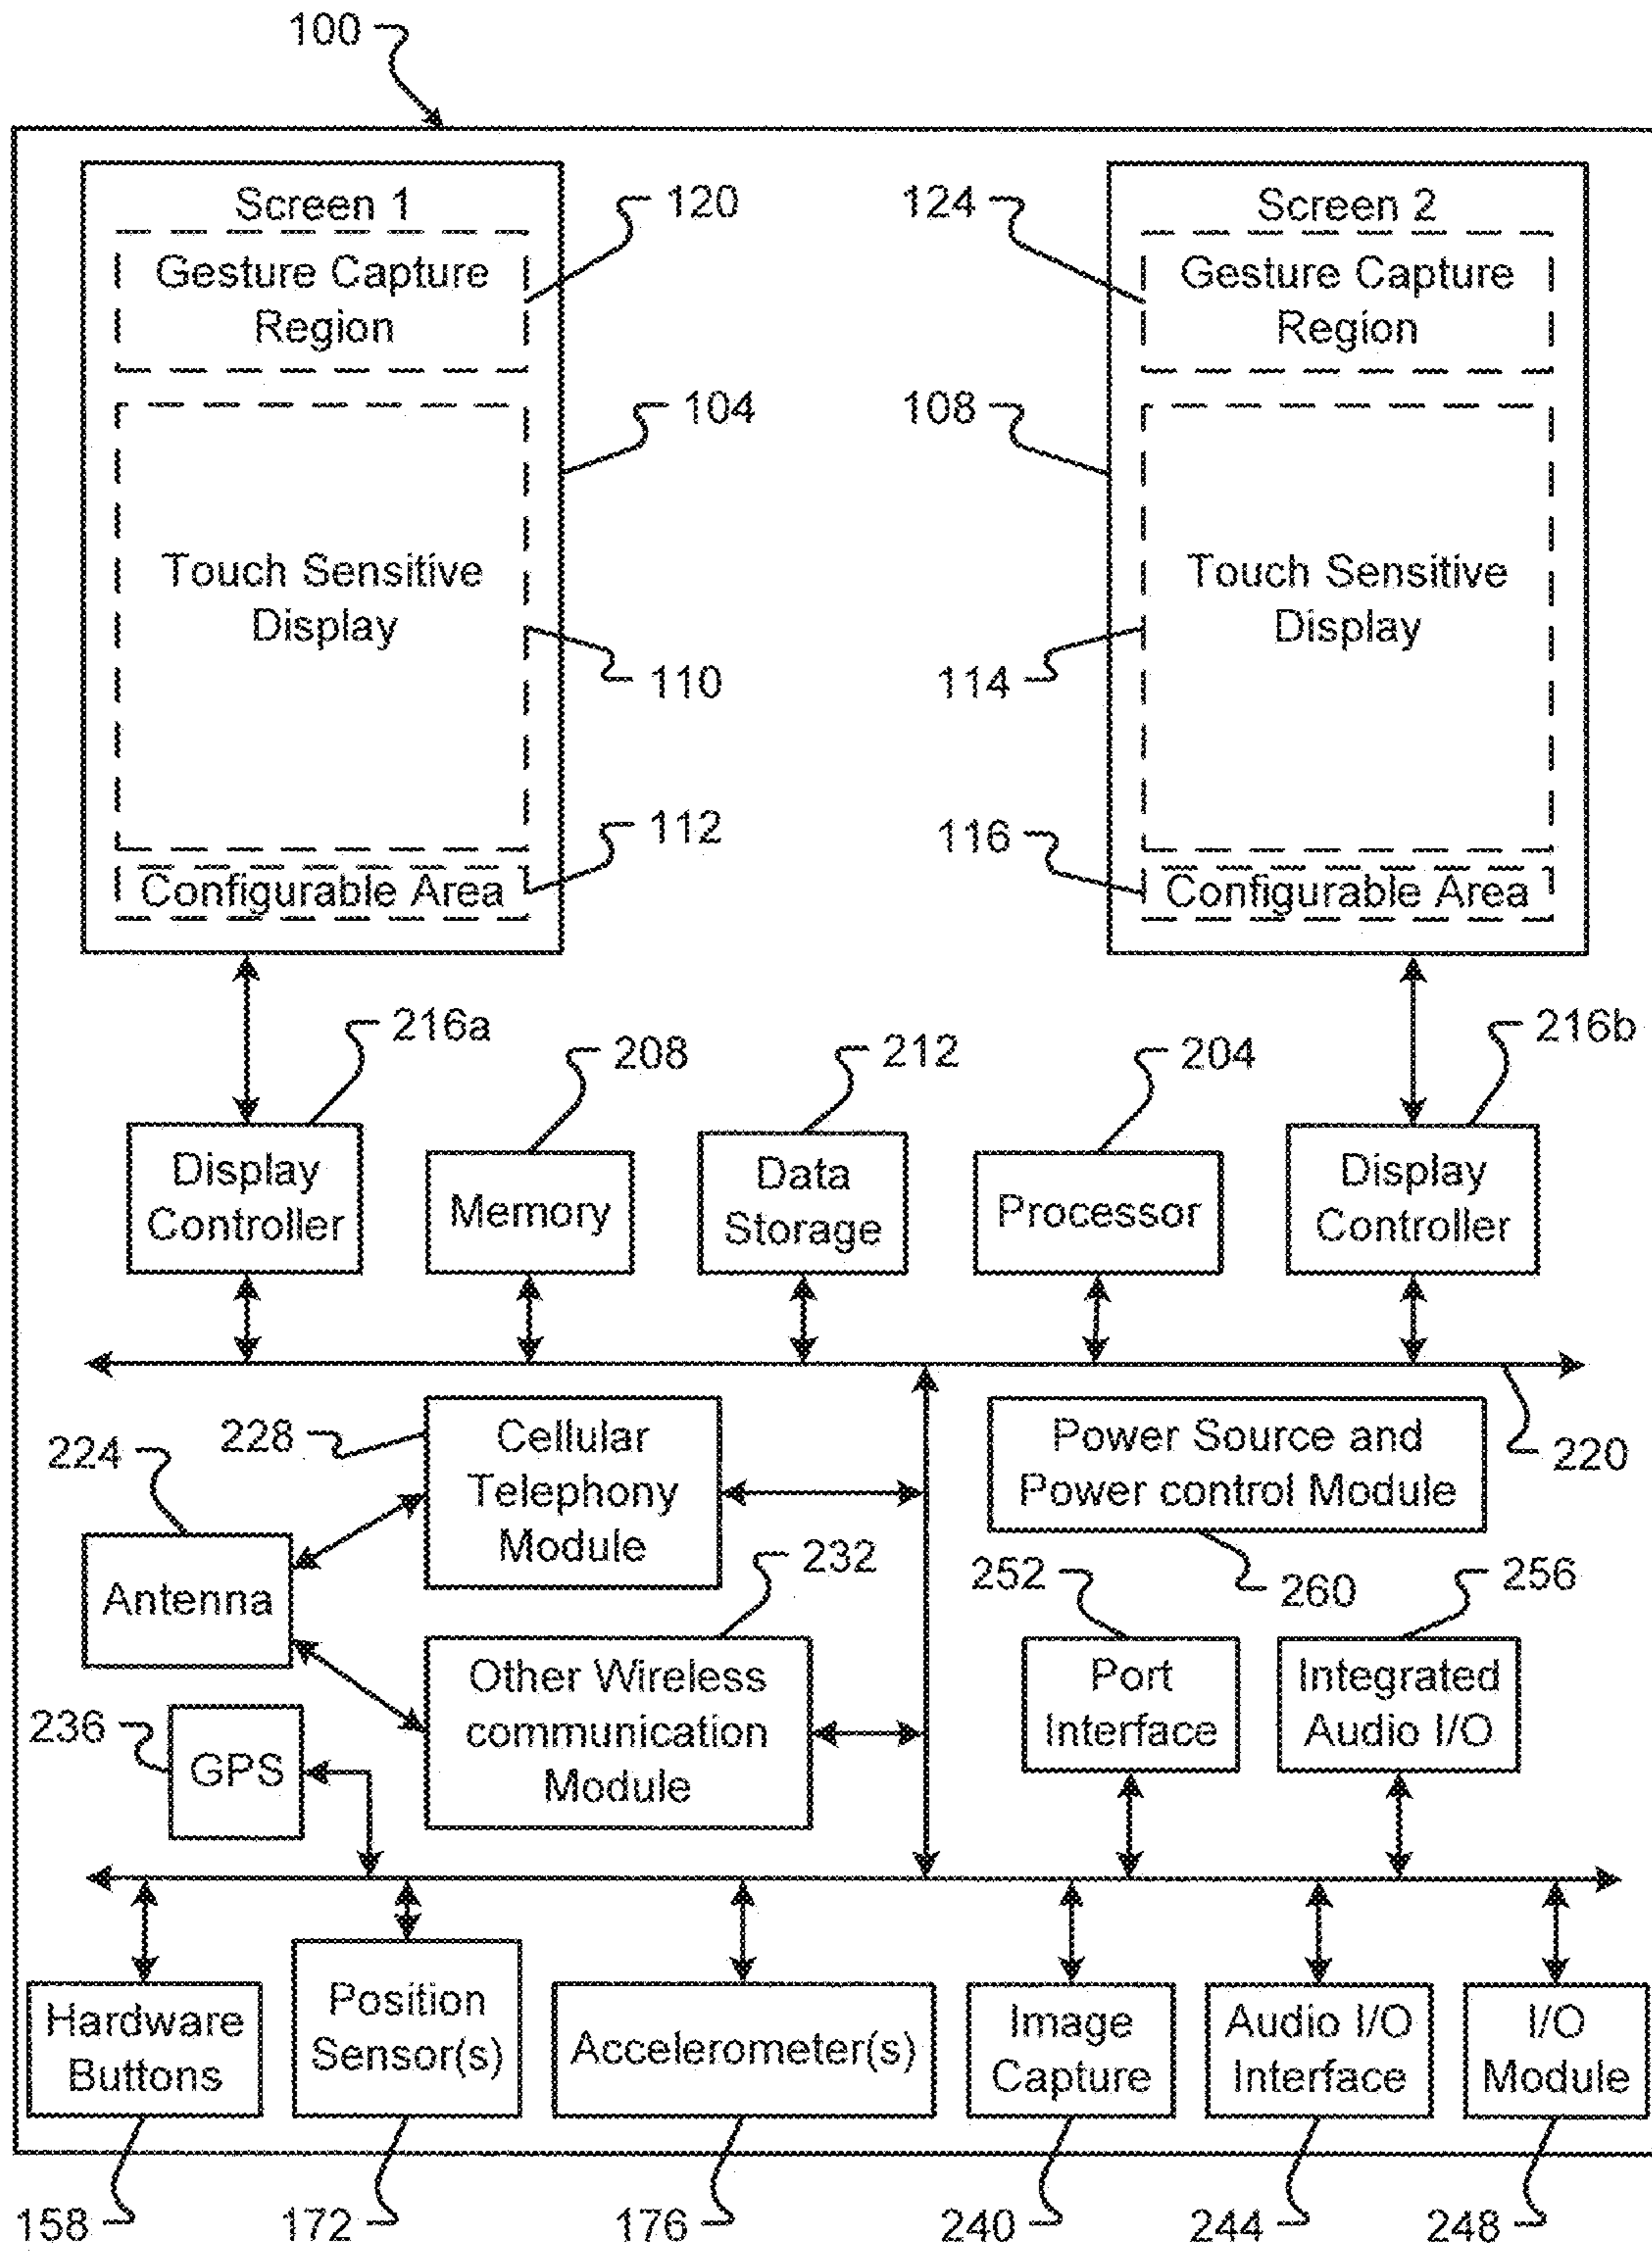 100
Screen 1
120
124
Screen 2
Gesture Capture
Region
Gesture Capture
Region
104
108
Touch Sensitive
Display
Touch Sensitive
Display
110
114
112
116
Configurable Area
Configurable Area
216a
208
212
204
216b
Display
Controller
Memory
Data
Storage
Processor
Display
Controller
228
Cellular
Telephony
Module
Power Source and
Power control Module
220
224
Antenna
232
252
260
256
Other Wireless
communication
Module
Port
Interface
Integrated
Audio I/O
236
GPS
Hardware
Buttons
Position
Sensor(s)
Accelerometer(s)
Image
Capture
Audio I/O
Interface
I/O
Module
158
172
176
240
244
248